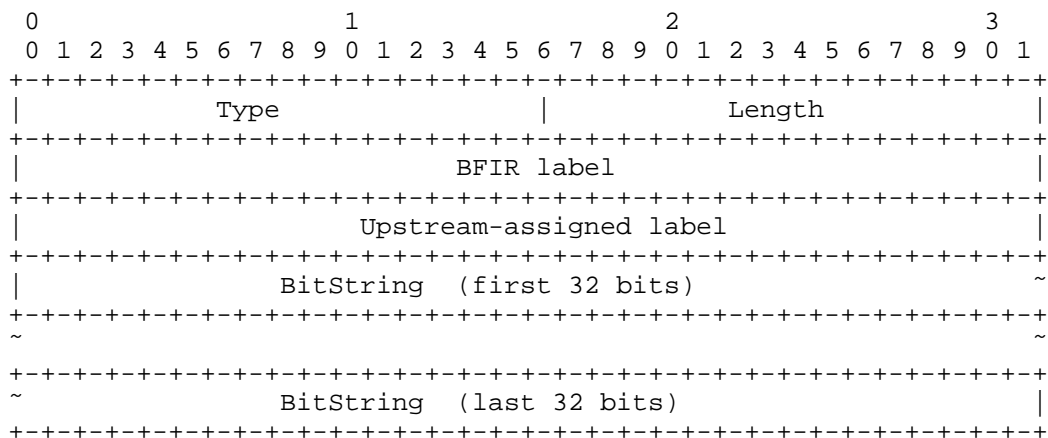 0                   1                   2                   3
 0 1 2 3 4 5 6 7 8 9 0 1 2 3 4 5 6 7 8 9 0 1 2 3 4 5 6 7 8 9 0 1
+-+-+-+-+-+-+-+-+-+-+-+-+-+-+-+-+-+-+-+-+-+-+-+-+-+-+-+-+-+-+-+-+
|            Type                |           Length             |
+-+-+-+-+-+-+-+-+-+-+-+-+-+-+-+-+-+-+-+-+-+-+-+-+-+-+-+-+-+-+-+-+
|                           BFIR label                          |
+-+-+-+-+-+-+-+-+-+-+-+-+-+-+-+-+-+-+-+-+-+-+-+-+-+-+-+-+-+-+-+-+
|                     Upstream-assigned label                   |
+-+-+-+-+-+-+-+-+-+-+-+-+-+-+-+-+-+-+-+-+-+-+-+-+-+-+-+-+-+-+-+-+
|                BitString  (first 32 bits)                     ~
+-+-+-+-+-+-+-+-+-+-+-+-+-+-+-+-+-+-+-+-+-+-+-+-+-+-+-+-+-+-+-+-+
~                                                               ~
+-+-+-+-+-+-+-+-+-+-+-+-+-+-+-+-+-+-+-+-+-+-+-+-+-+-+-+-+-+-+-+-+
~                BitString  (last 32 bits)                      |
+-+-+-+-+-+-+-+-+-+-+-+-+-+-+-+-+-+-+-+-+-+-+-+-+-+-+-+-+-+-+-+-+